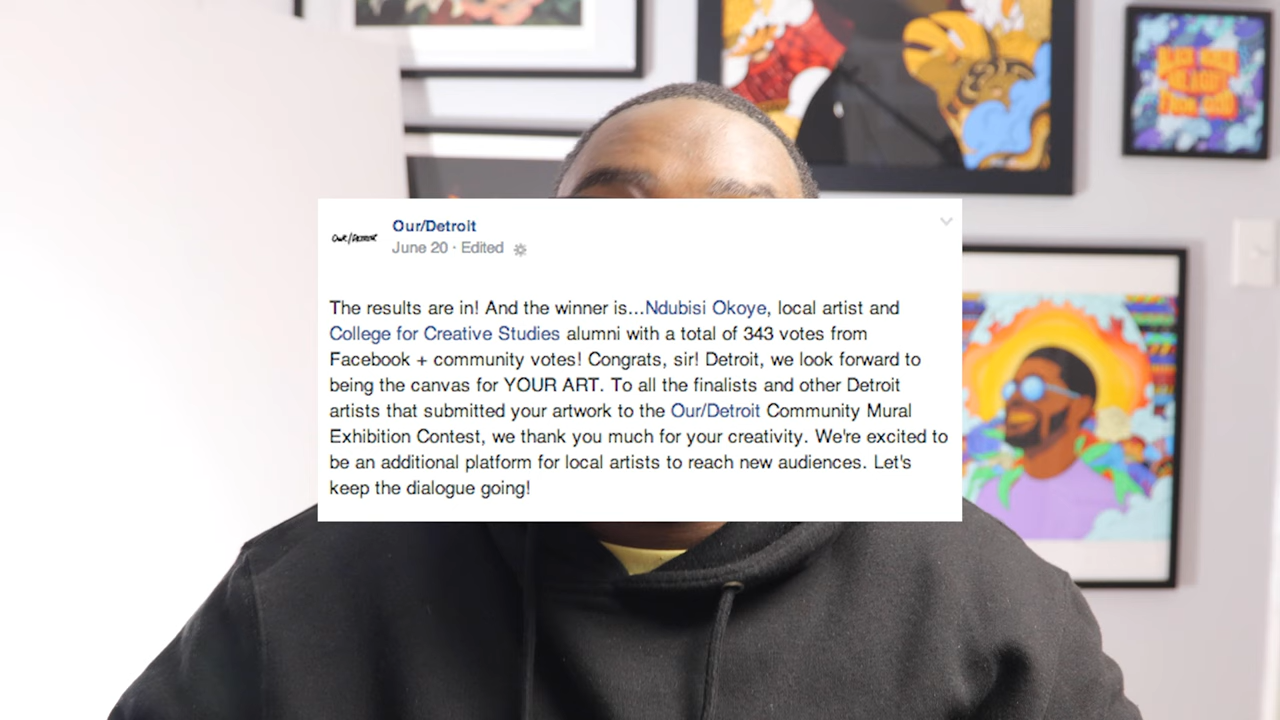 Our/Detroit
Our/Detroit
June 20 · Edited
The results are in! And the winner is...Ndubisi Okoye, local artist and
College for Creative Studies alumni with a total of 343 votes from
Facebook + community votes! Congrats, sir! Detroit, we look forward to
being the canvas for YOUR ART. To all the finalists and other Detroit
artists that submitted your artwork to the Our/Detroit Community Mural
Exhibition Contest, we thank you much for your creativity. We're excited to
be an additional platform for local artists to reach new audiences. Let's
keep the dialogue going!